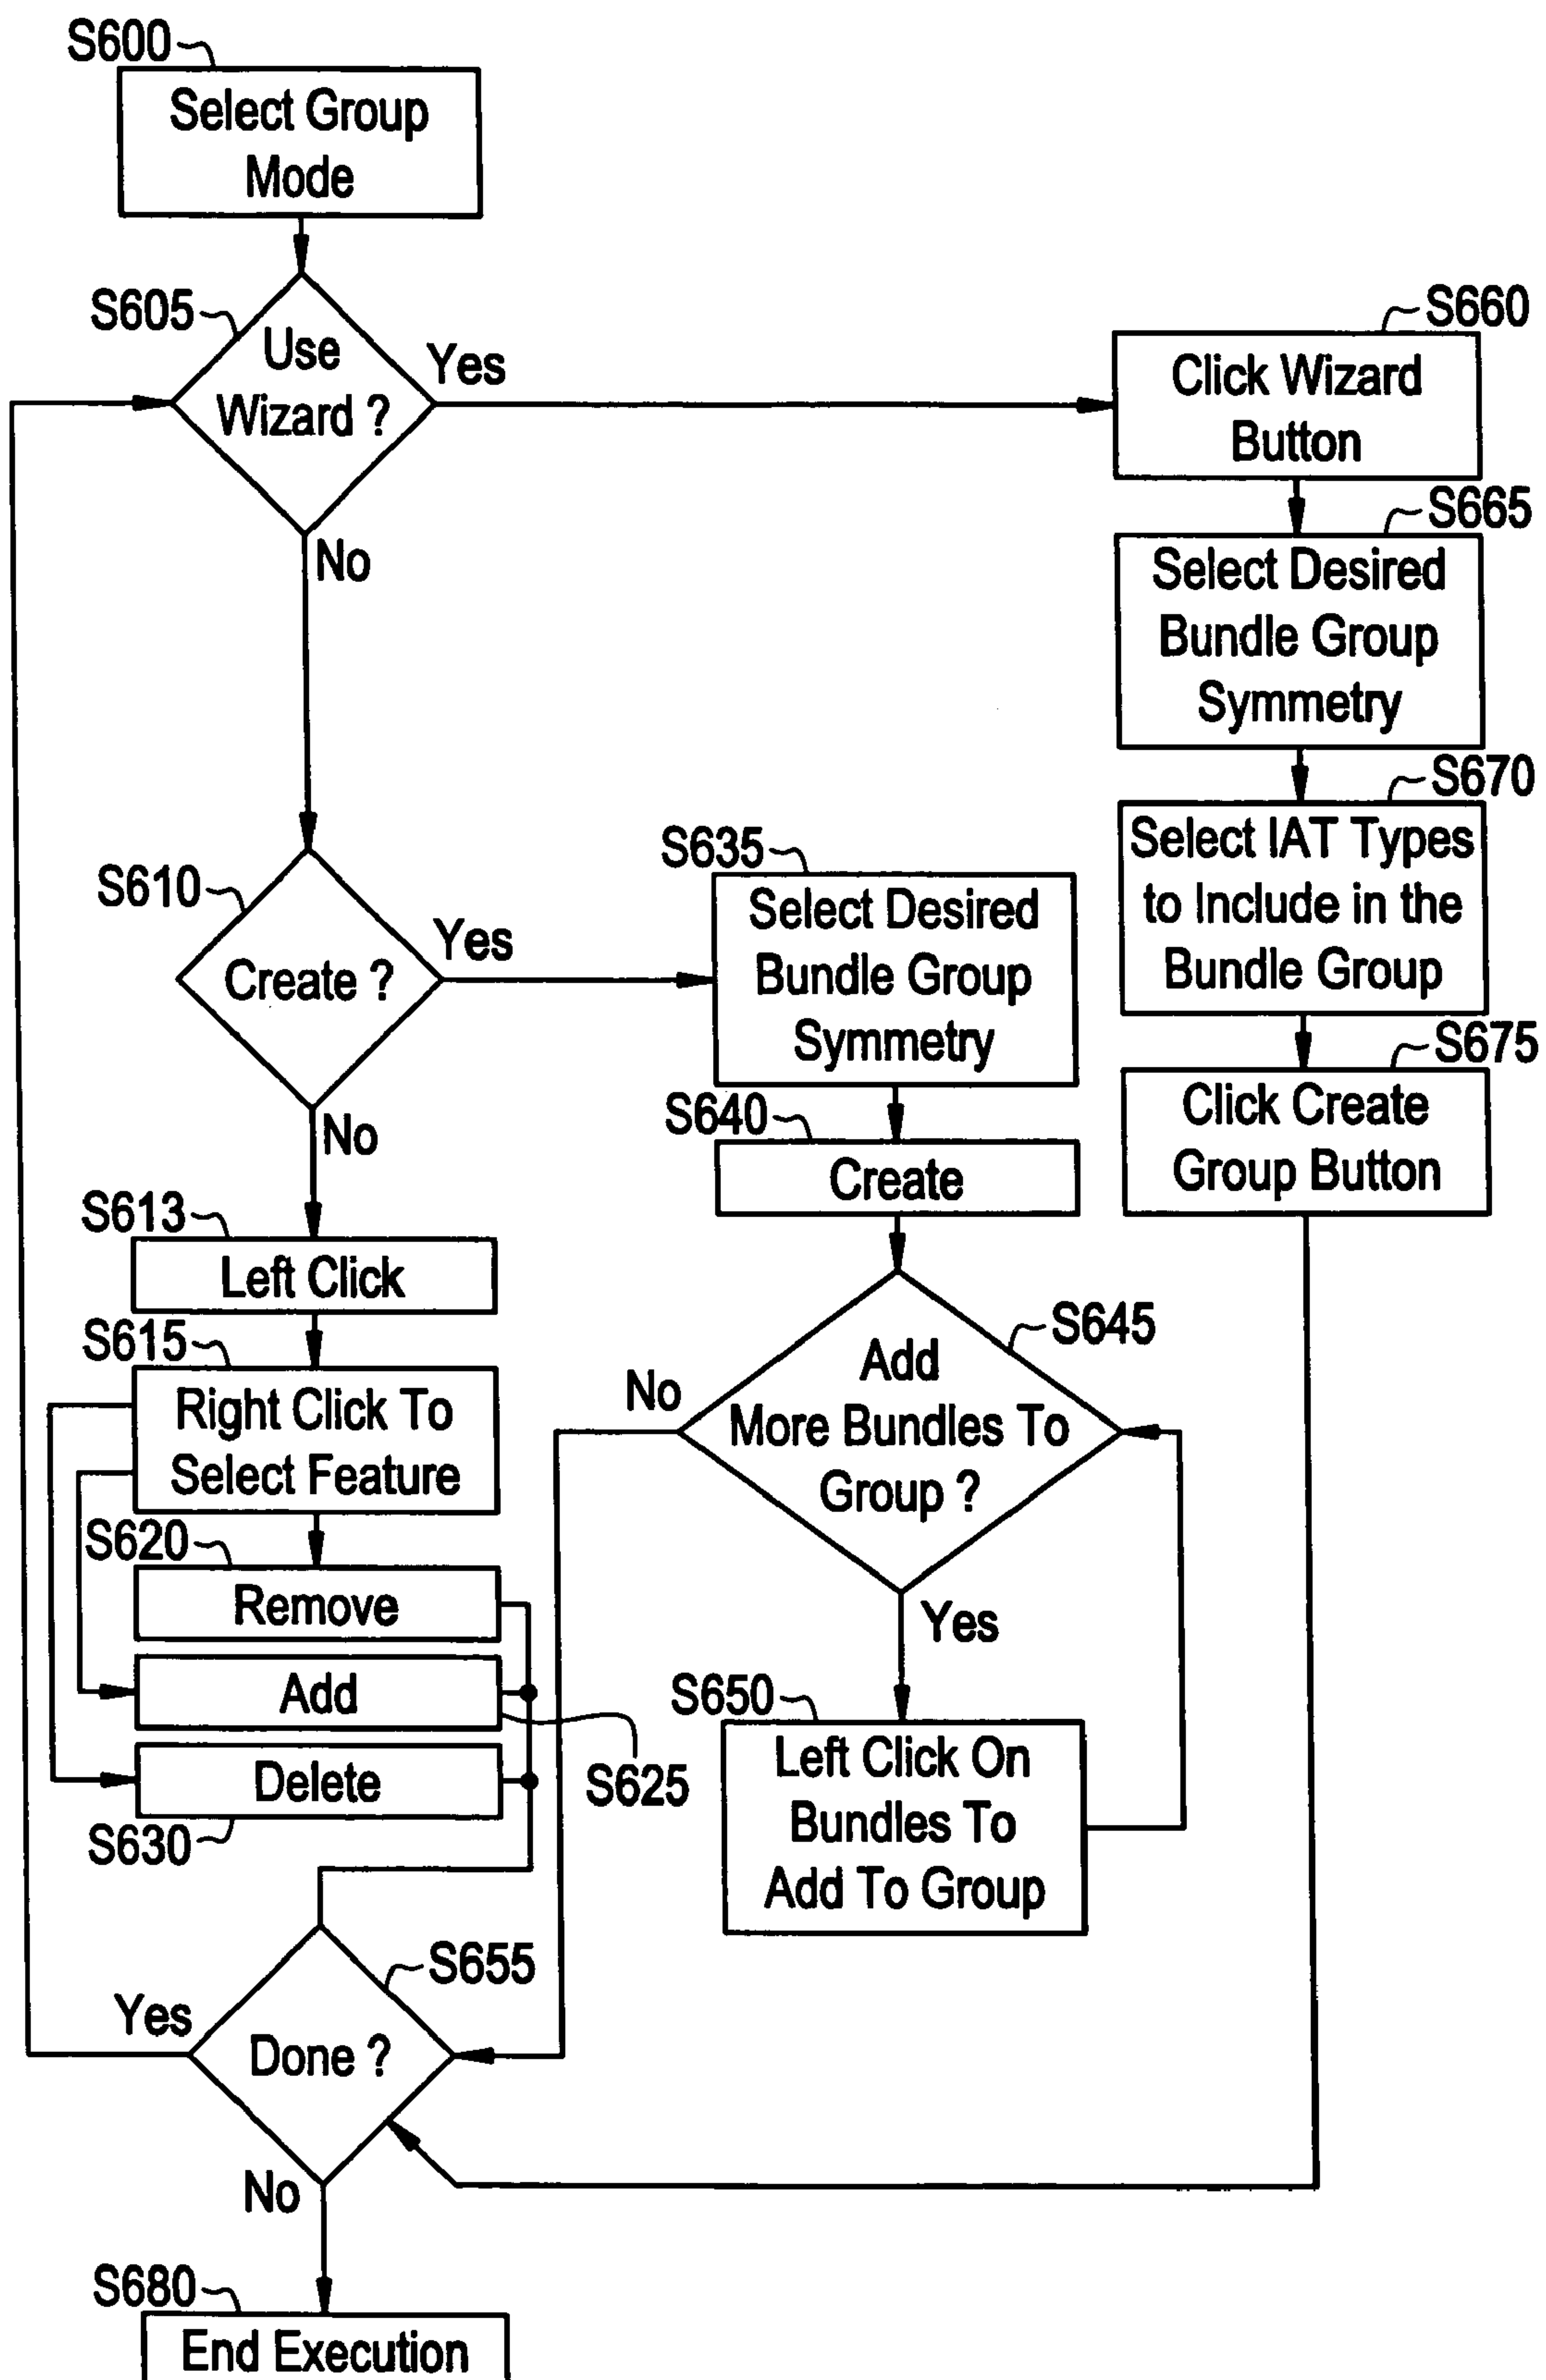 S600
Select Group
Mode
S605
Use
Wizard ?
Yes
No
S660
Click Wizard
Button
S665
Select Desired
Bundle Group
Symmetry
S670
Select IAT Types
to Include in the
Bundle Group
S675
Click Create
Group Button
S610
Create ?
Yes
No
S635
Select Desired
Bundle Group
Symmetry
S640
Create
S613
Left Click
S615
Right Click To
Select Feature
S620
Remove
Add
S625
Delete
S630
S645
Add
More Bundles To
Group ?
No
Yes
S650
Left Click On
Bundles To
Add To Group
S655
Done ?
Yes
No
S680
End Execution